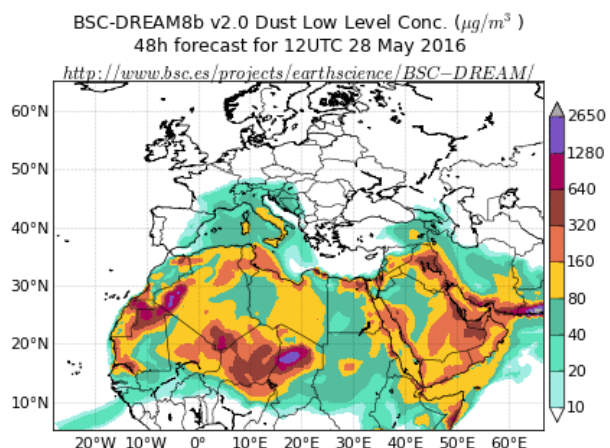 BSC-DREAM8b v2.0 Dust Low Level Conc. (μg/m³ )
48h forecast for 12UTC 28 May 2016
http://www.bsc.es/projects/earthscience/BSC−DREAM/
60°N
50°N
40°N
30°N
20°N
10°N
20°W
10°W
0°
10°E
20°E
30°E
40°E
50°E
60°E
2650
1280
640
320
160
80
40
20
10